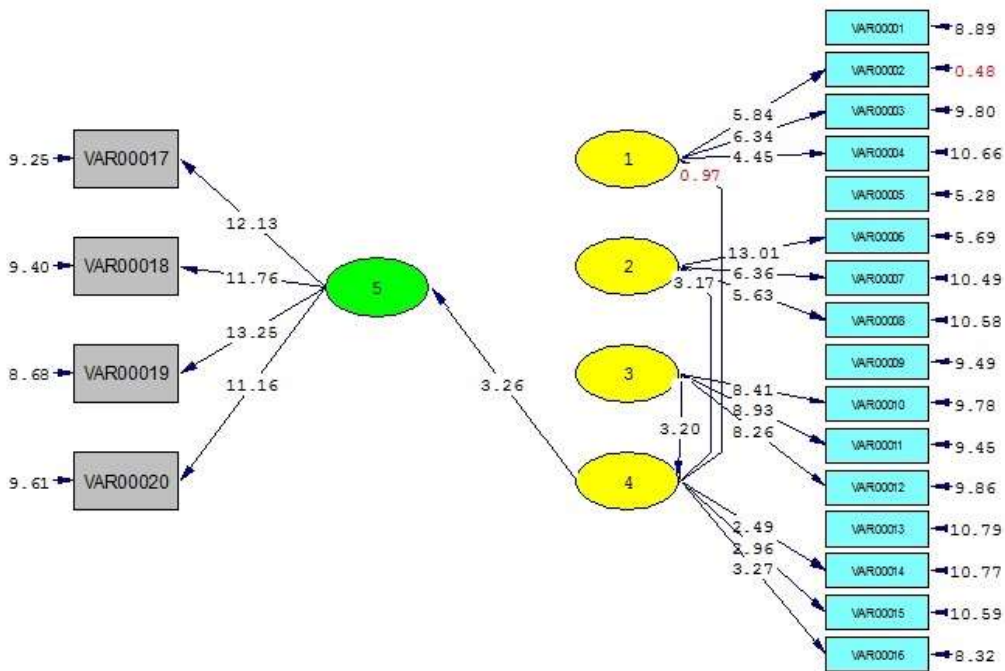 VAR00001
8.89
VAR00002
0.48
5.84
VAR00003
9.80
6.34
9.25
VAR00017
1
4.45
VAR00004
10.66
0.97
VAR00005
5.28
12.13
VAR00006
5.69
13.01
9.40
VAR00018
2
6.36
VAR00007
10.49
11.76
3.17
5
5.63
VAR00008
10.58
13.25
VAR00009
9.49
8.68
VAR00019
3
8.41
11.16
3.26
VAR00010
9.78
8.93
3.20
8.26
VAR00011
9.45
9.61
VAR00020
4
VAR00012
9.86
2.49
VAR00013
10.79
2.96
3.27
VAR00014
10.77
VAR00015
10.59
VAR00016
8.32